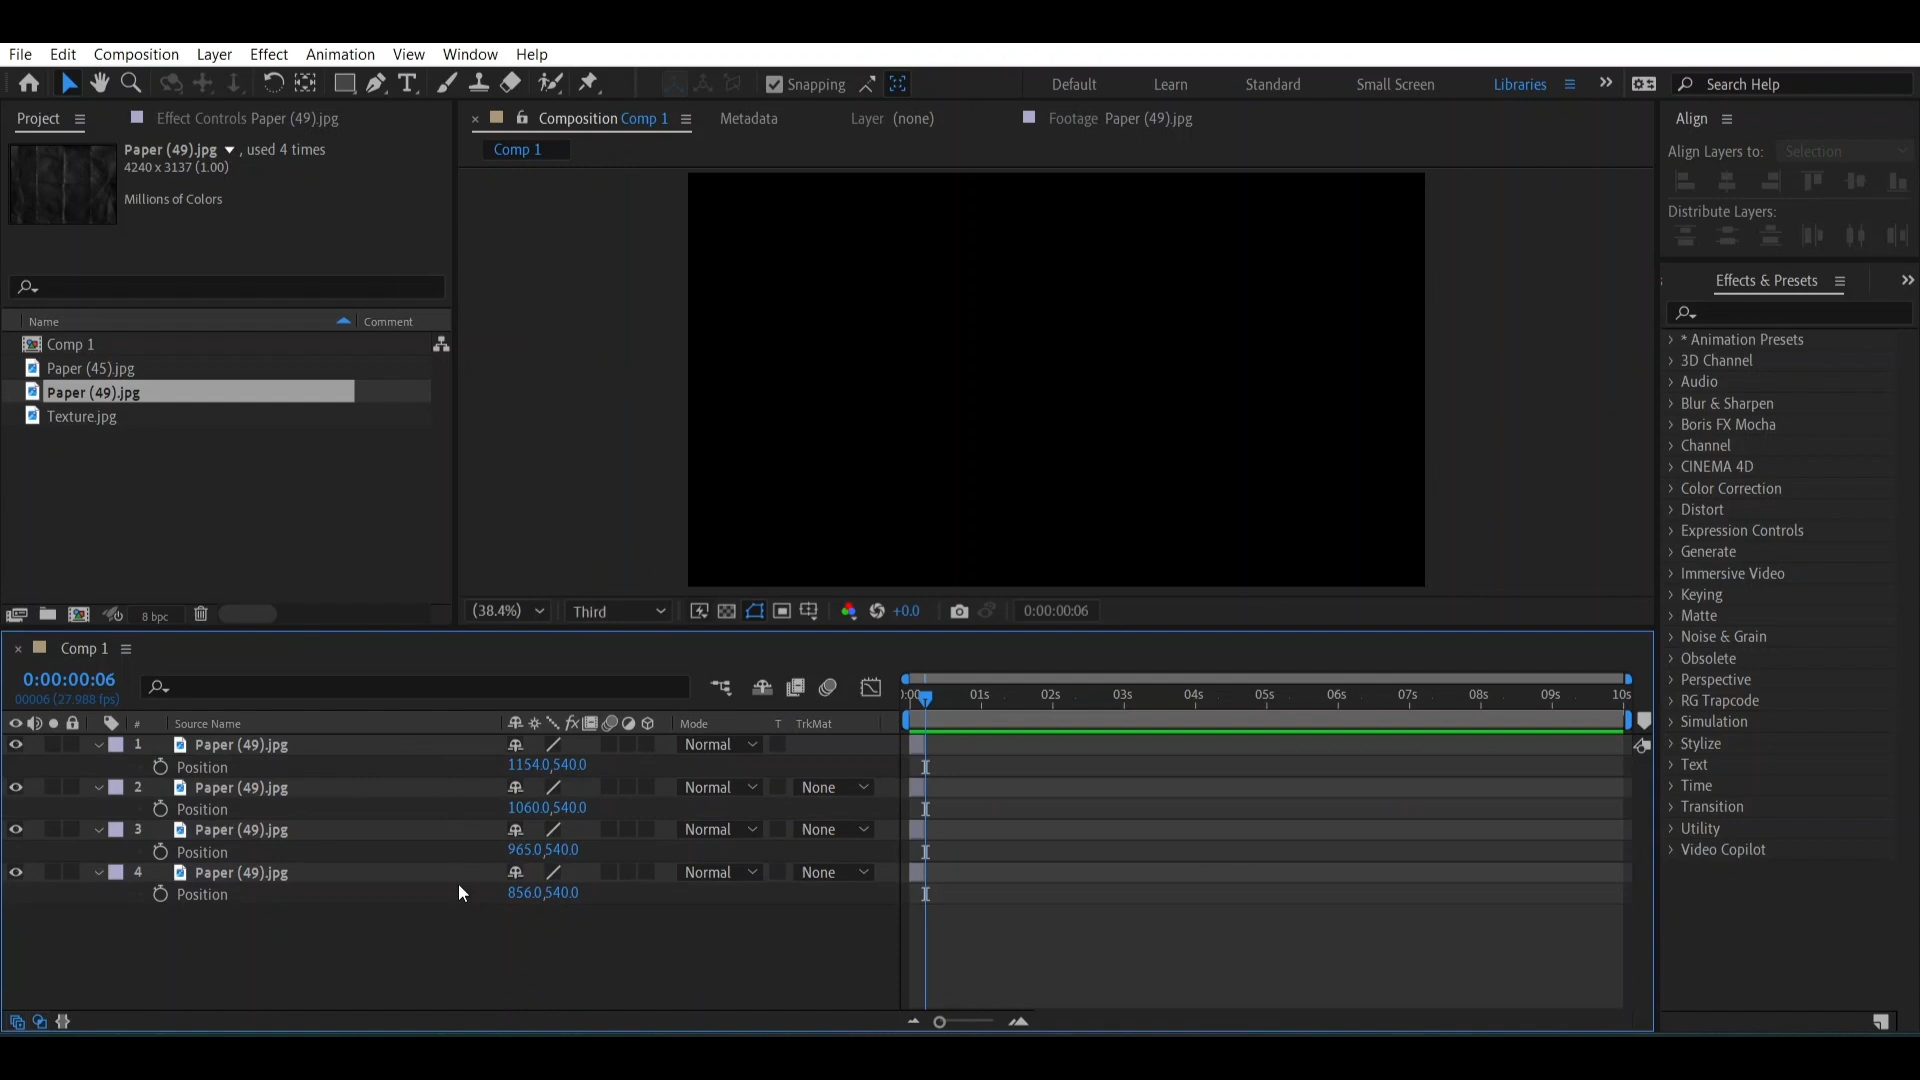 File Edit Composition Layer Effect Animation View Window Help
Snapping Default Learn Standard Small Screen Libraries Search Help
Project Effect Controls Paper (49).jpg Composition Comp 1 Metadata Layer (none) Footage Paper (49).jpg Align
Paper (49).jpg , used 4 times
4240 x 3137 (1.00)
Millions of Colors
Comp 1
Align Layers to: Selection
Distribute Layers:
Effects & Presets
Name Comment
Comp 1
Paper (45).jpg
Paper (49).jpg
Texture.jpg
* Animation Presets
3D Channel
Audio
Blur & Sharpen
Boris FX Mocha
Channel
CINEMA 4D
Color Correction
Distort
Expression Controls
Generate
Immersive Video
Keying
Matte
Noise & Grain
Obsolete
Perspective
RG Trapcode
Simulation
Stylize
Text
Time
Transition
Utility
Video Copilot
8 bpc (38.4%) Third +0.0 0:00:00:06
Comp 1
0:00:00:06
00006 (27.988 fps)
):00 01s 02s 03s 04s 05s 06s 07s 08s 09s 10s
# Source Name fx Mode T TrkMat
1 Paper (49).jpg Normal
Position 1154.0,540.0
2 Paper (49).jpg Normal None
Position 1060.0,540.0
3 Paper (49).jpg Normal None
Position 965.0,540.0
4 Paper (49).jpg Normal None
Position 856.0,540.0